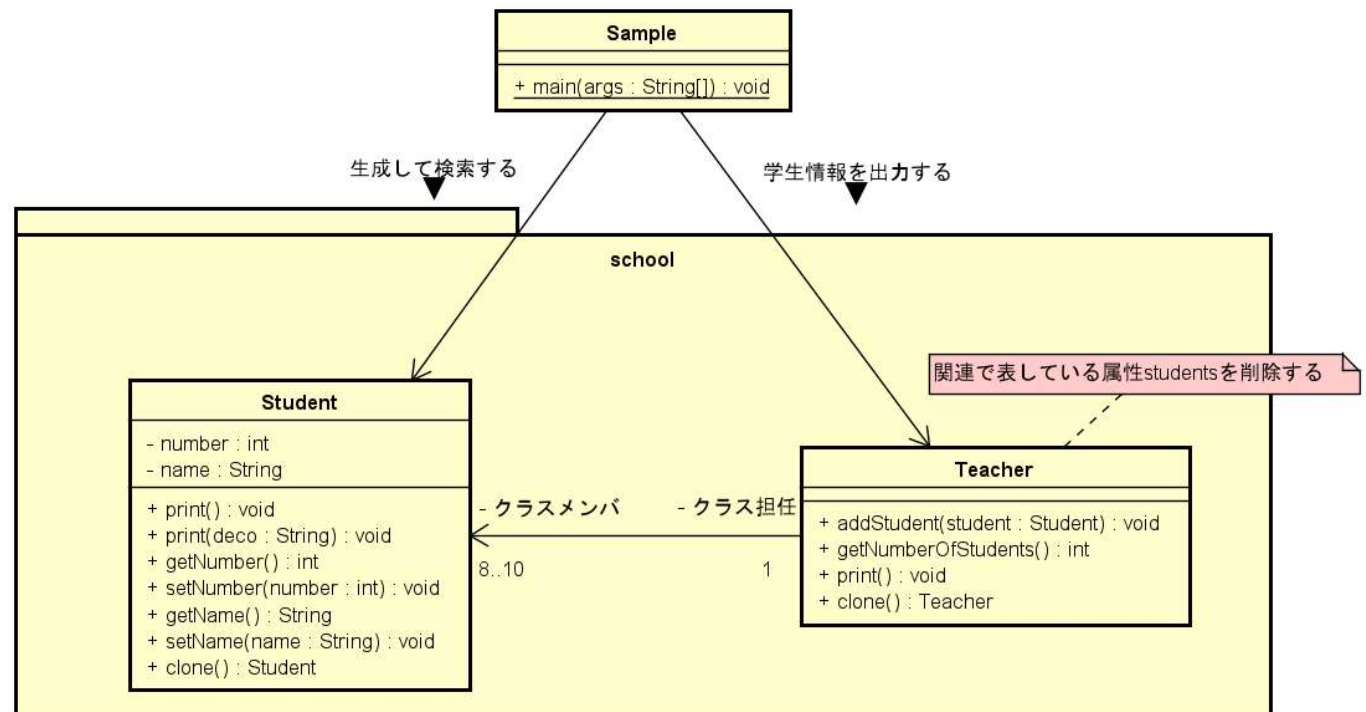 Sample
+ main(args : String[]) : void
生成して検索する
学生情報を出力する
school
関連で表している属性studentsを削除する
Student
- number : int
- name : String
+ print() : void
+ print(deco : String) : void
+ getNumber() : int
+ setNumber(number : int) : void
+ getName() : String
+ setName(name : String) : void
+ clone() : Student
- クラスメンバ
- クラス担任
8..10
1
Teacher
+ addStudent(student : Student) : void
+ getNumberOfStudents() : int
+ print() : void
+ clone() : Teacher